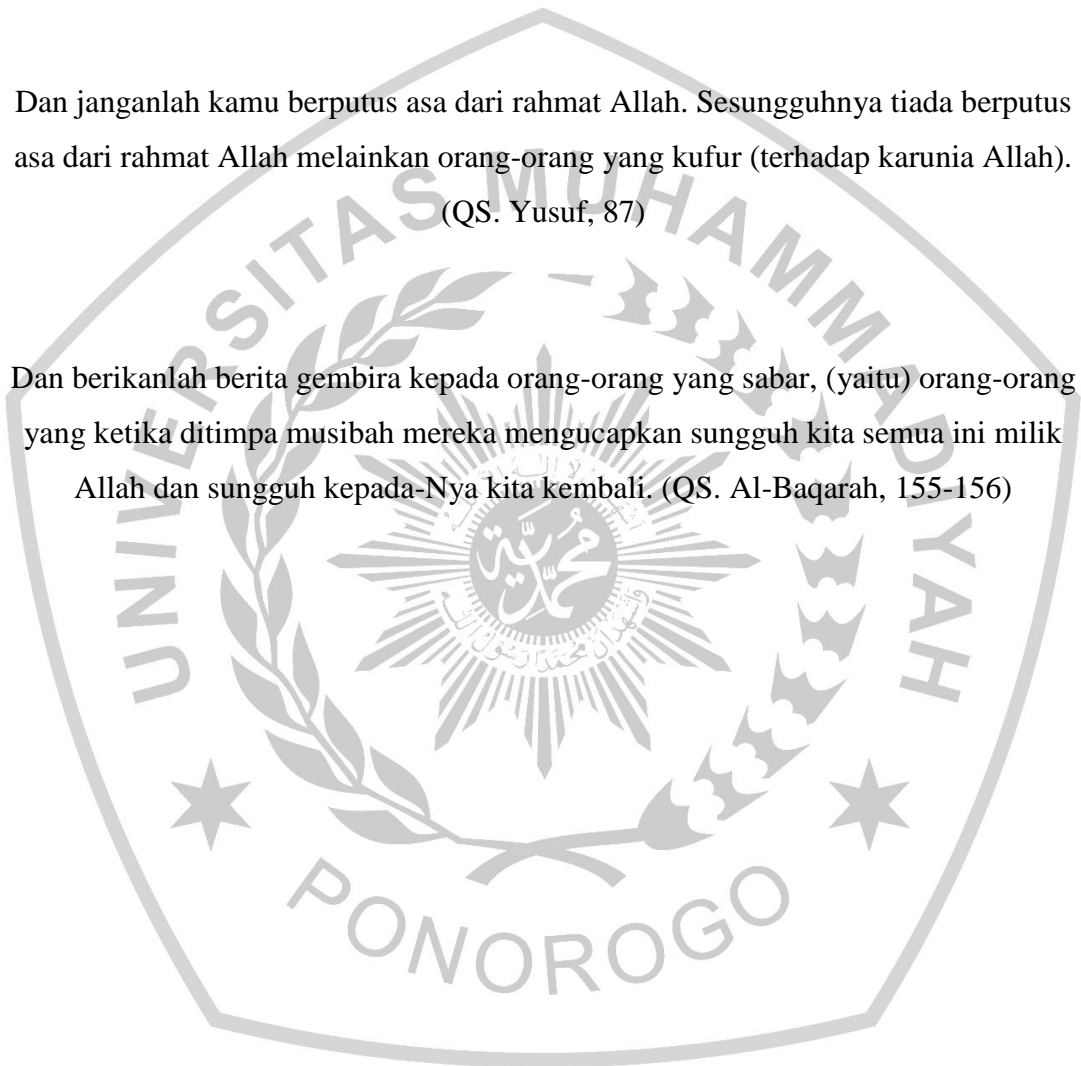 Dan janganlah kamu berputus asa dari rahmat Allah. Sesungguhnya tiada berputus
asa dari rahmat Allah melainkan orang-orang yang kufur (terhadap karunia Allah).
(QS. Yusuf, 87)
Dan berikanlah berita gembira kepada orang-orang yang sabar, (yaitu) orang-orang
yang ketika ditimpa musibah mereka mengucapkan sungguh kita semua ini milik
Allah dan sungguh kepada-Nya kita kembali. (QS. Al-Baqarah, 155-156)
UNIVERSITAS MUHAMMADIYAH
محمدية
PONOROGO